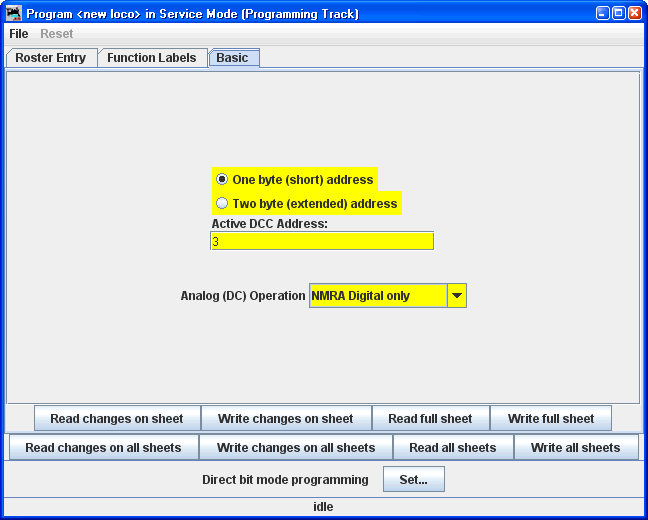 Program <new loco> in Service Mode (Programming Track)
File Reset
Roster Entry Function Labels Basic
One byte (short) address
Two byte (extended) address
Active DCC Address:
3
Analog (DC) Operation NMRA Digital only
Read changes on sheet Write changes on sheet Read full sheet Write full sheet
Read changes on all sheets Write changes on all sheets Read all sheets Write all sheets
Direct bit mode programming Set...
idle